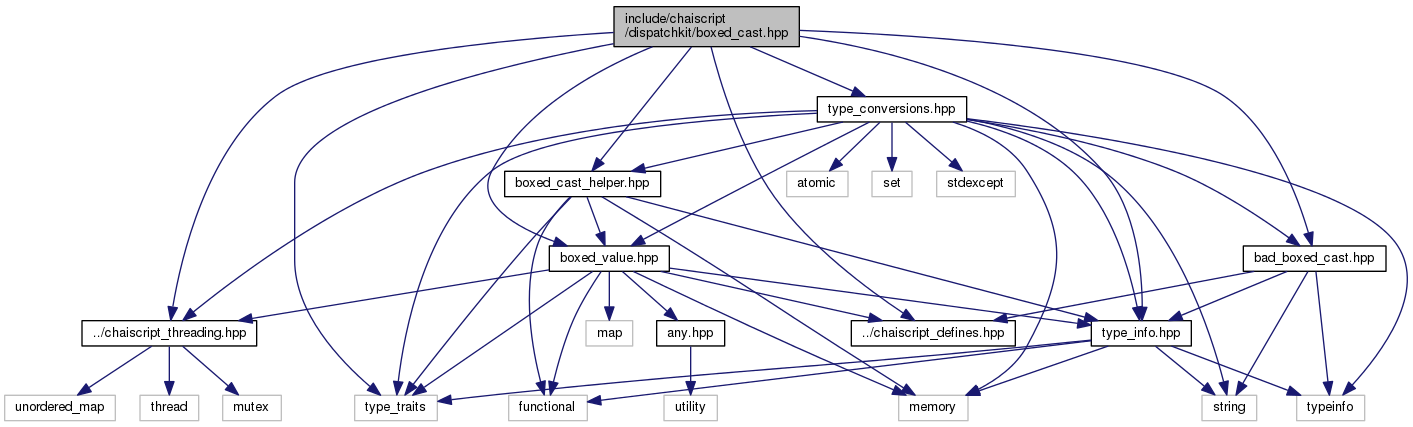 include/chaiscript
/dispatchkit/boxed_cast.hpp
type_conversions.hpp
boxed_cast_helper.hpp
atomic
set
stdexcept
boxed_value.hpp
bad_boxed_cast.hpp
../chaiscript_threading.hpp
map
any.hpp
../chaiscript_defines.hpp
type_info.hpp
unordered_map
thread
mutex
type_traits
functional
utility
memory
string
typeinfo